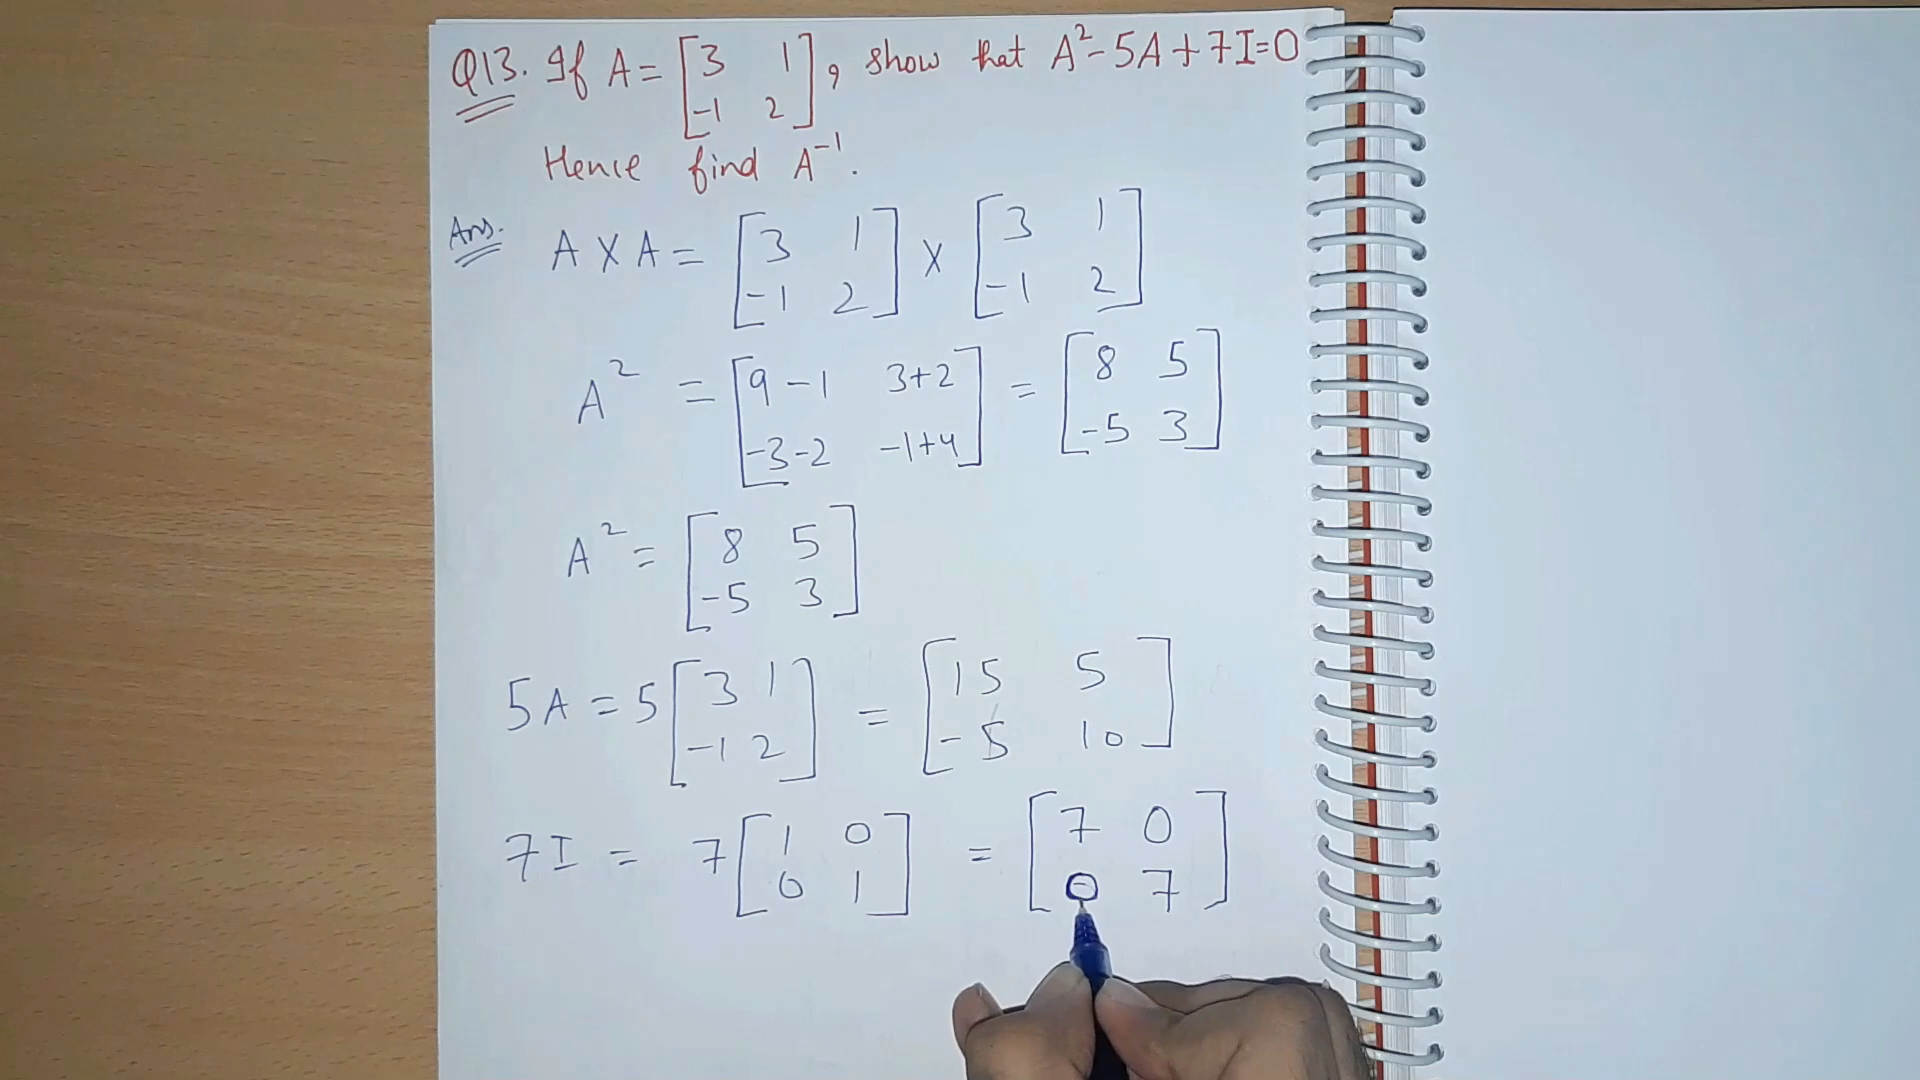 Q13. If A = [3 1
-1 2], show that A²-5A+7I=0
Hence find A⁻¹.
Ans. A X A = [3 1
-1 2] x [3 1
-1 2]
A² = [9-1 3+2
-3-2 -1+4] = [8 5
-5 3]
A² = [8 5
-5 3]
5A = 5[3 1
-1 2] = [15 5
-5 10]
7I = 7[1 0
0 1] = [7 0
0 7]